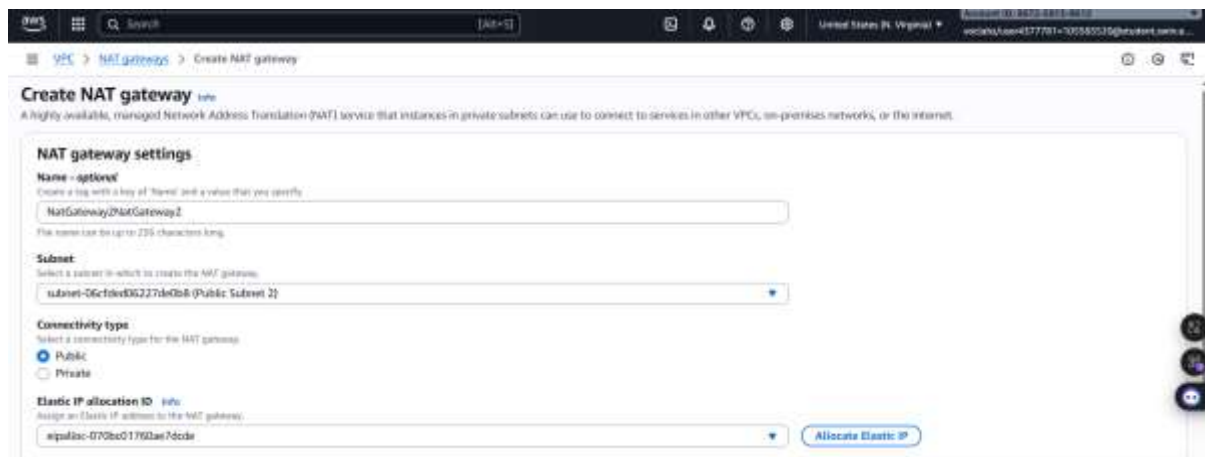 aws
Search
[Alt+S]
United States (N. Virginia)
VPC > NAT gateways > Create NAT gateway
Create NAT gateway Info
A highly available, managed Network Address Translation (NAT) service that instances in private subnets can use to connect to services in other VPCs, on-premises networks, or the internet.
NAT gateway settings
Name - optional
Create a tag with a key of 'Name' and a value that you specify.
NatGateway2NatGateway2
The name can be up to 256 characters long.
Subnet
Select a subnet in which to create the NAT gateway.
(Public Subnet 2)
Connectivity type
Select a connectivity type for the NAT gateway.
Public
Private
Elastic IP allocation ID Info
Assign an Elastic IP address to the NAT gateway.
Allocate Elastic IP